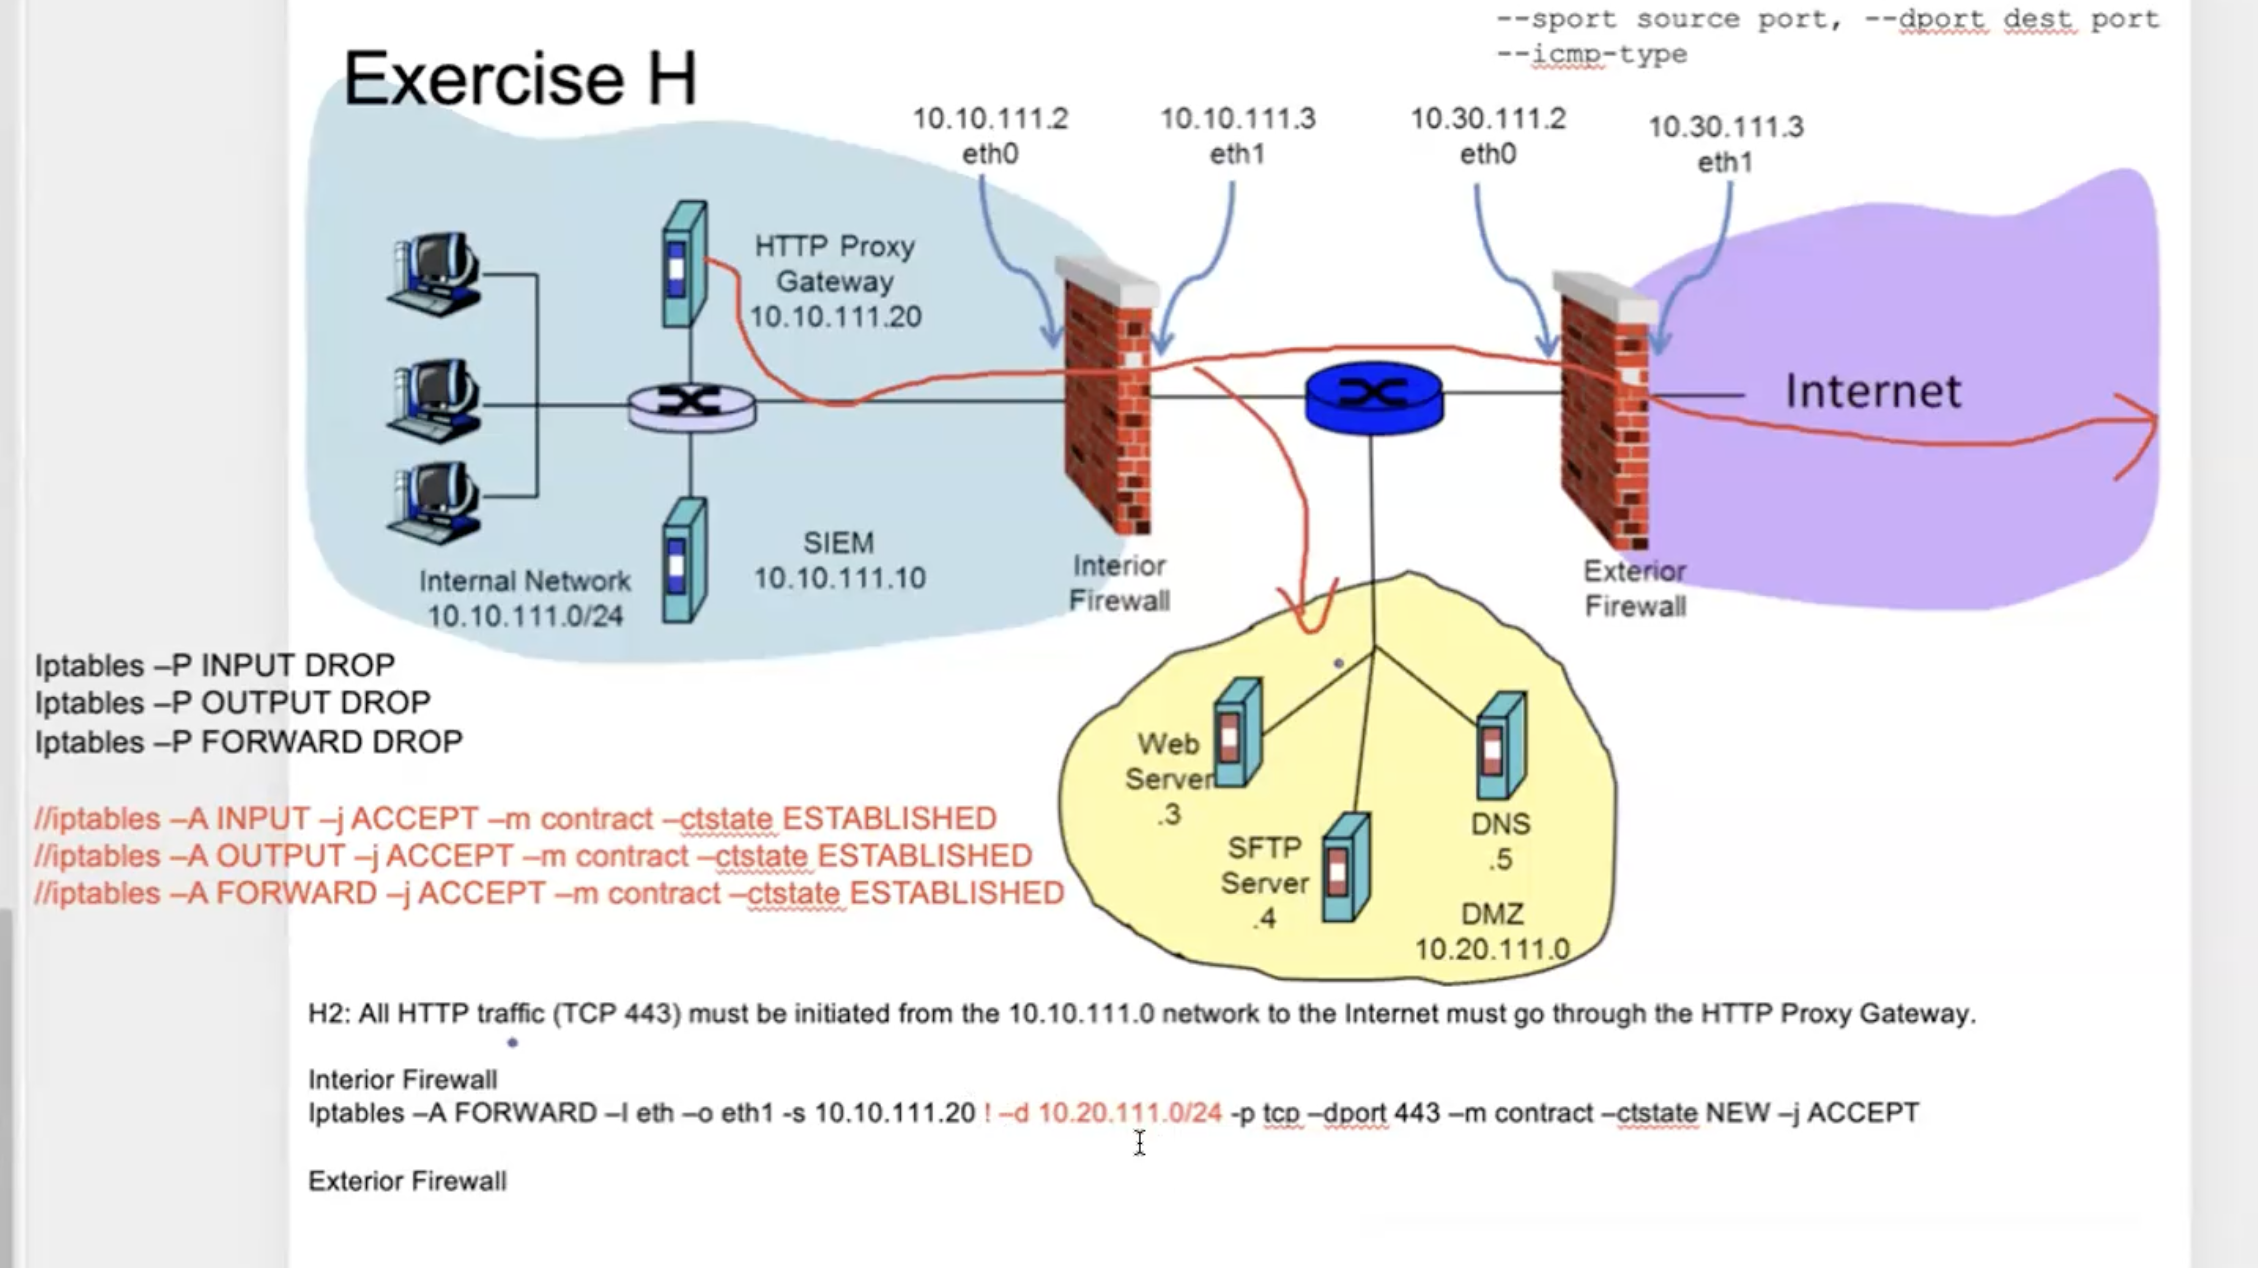 --sport source port, --dport dest port
--icmp-type
Exercise H
10.10.111.2
eth0
10.10.111.3
eth1
10.30.111.2
eth0
10.30.111.3
eth1
HTTP Proxy
Gateway
10.10.111.20
Internet
SIEM
10.10.111.10
Internal Network
10.10.111.0/24
Interior
Firewall
Exterior
Firewall
Iptables –P INPUT DROP
Iptables –P OUTPUT DROP
Iptables –P FORWARD DROP
//iptables –A INPUT –j ACCEPT –m contract –ctstate ESTABLISHED
//iptables –A OUTPUT –j ACCEPT –m contract –ctstate ESTABLISHED
//iptables –A FORWARD –j ACCEPT –m contract –ctstate ESTABLISHED
Web
Server
.3
SFTP
Server
.4
DNS
.5
DMZ
10.20.111.0
H2: All HTTP traffic (TCP 443) must be initiated from the 10.10.111.0 network to the Internet must go through the HTTP Proxy Gateway.
Interior Firewall
Iptables –A FORWARD –I eth –o eth1 -s 10.10.111.20 ! –d 10.20.111.0/24 -p tcp –dport 443 –m contract –ctstate NEW –j ACCEPT
Exterior Firewall